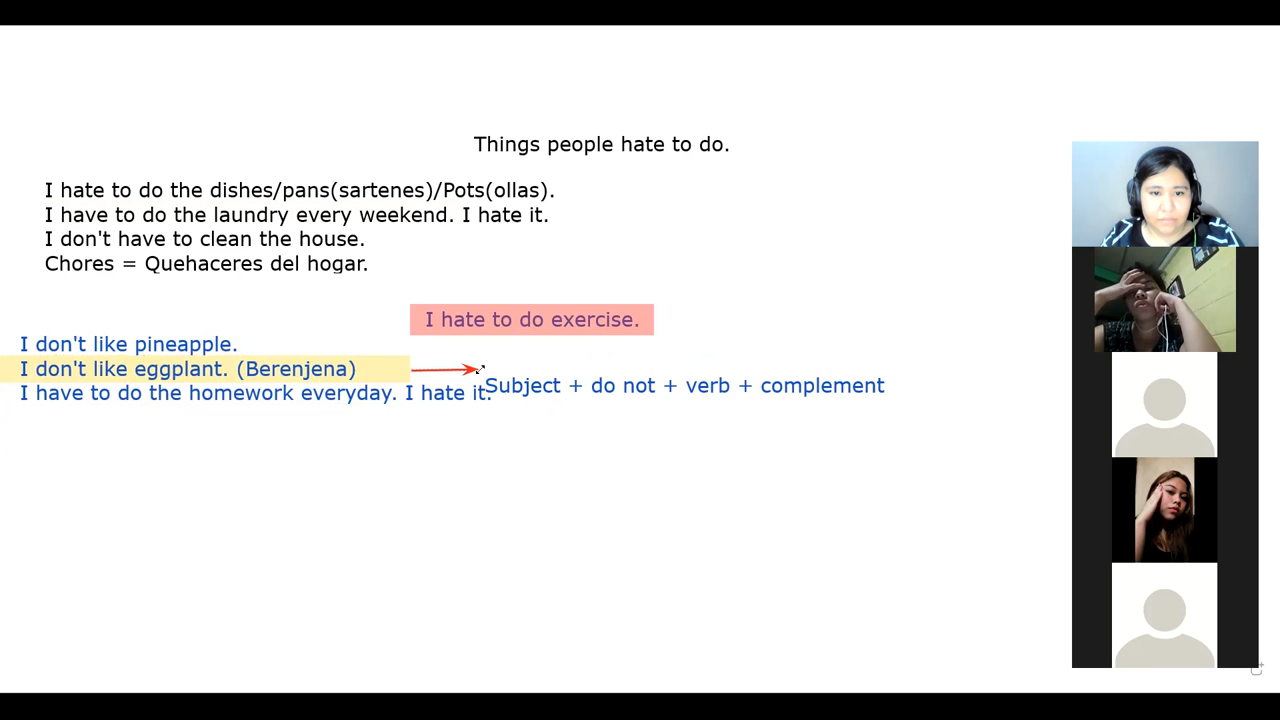 Things people hate to do.
I hate to do the dishes/pans(sartenes)/Pots(ollas).
I have to do the laundry every weekend. I hate it.
I don't have to clean the house.
Chores = Quehaceres del hogar.
I hate to do exercise.
I don't like pineapple.
I don't like eggplant. (Berenjena)
I have to do the homework everyday. I hate it.
Subject + do not + verb + complement